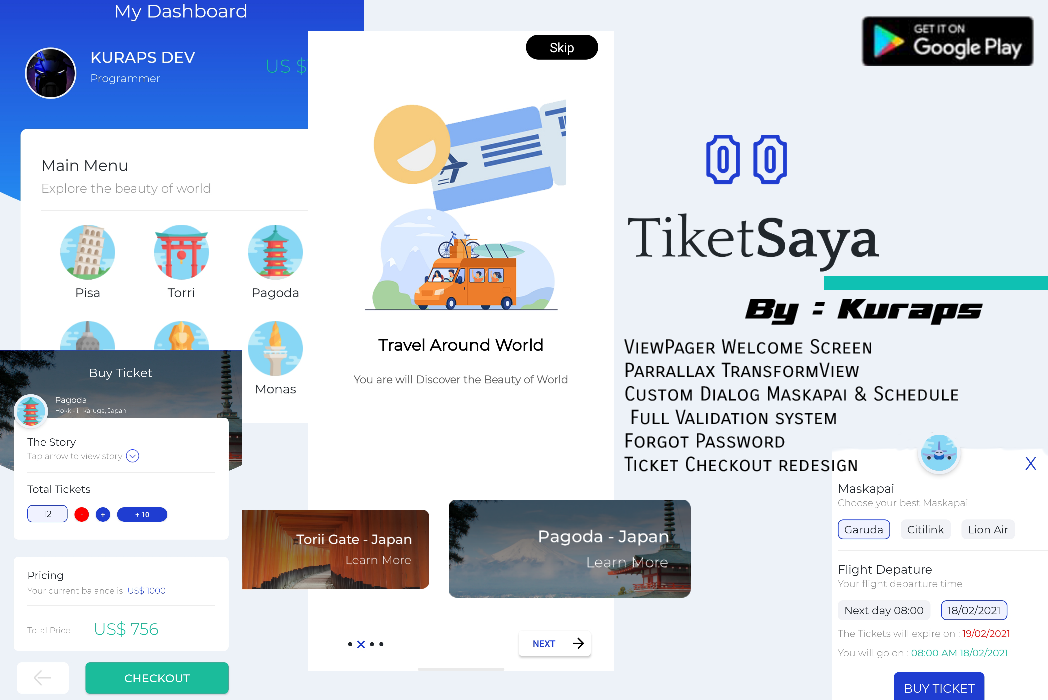 My Dashboard
KURAPS DEV
Programmer
US $
Main Menu
Explore the beauty of world
Pisa
Torri
Pagoda
Monas
Buy Ticket
Pagoda
Japan
The Story
Tap arrow to view story
Total Tickets
2
-
+
+ 10
Pricing
Your current balance is US$ 1000
Total Price
US$ 756
CHECKOUT
Skip
Travel Around World
You are will Discover the Beauty of World
Torii Gate - Japan
Learn More
Pagoda - Japan
Learn More
NEXT
GET IT ON
Google Play
TiketSaya
By : Kuraps
ViewPager Welcome Screen
Parrallax TransformView
Custom Dialog Maskapai & Schedule
Full Validation system
Forgot Password
Ticket Checkout redesign
X
Maskapai
Choose your best Maskapai
Garuda
Citilink
Lion Air
Flight Depature
Your flight departure time
Next day 08:00
18/02/2021
The Tickets will expire on : 19/02/2021
You will go on : 08:00 AM 18/02/2021
BUY TICKET